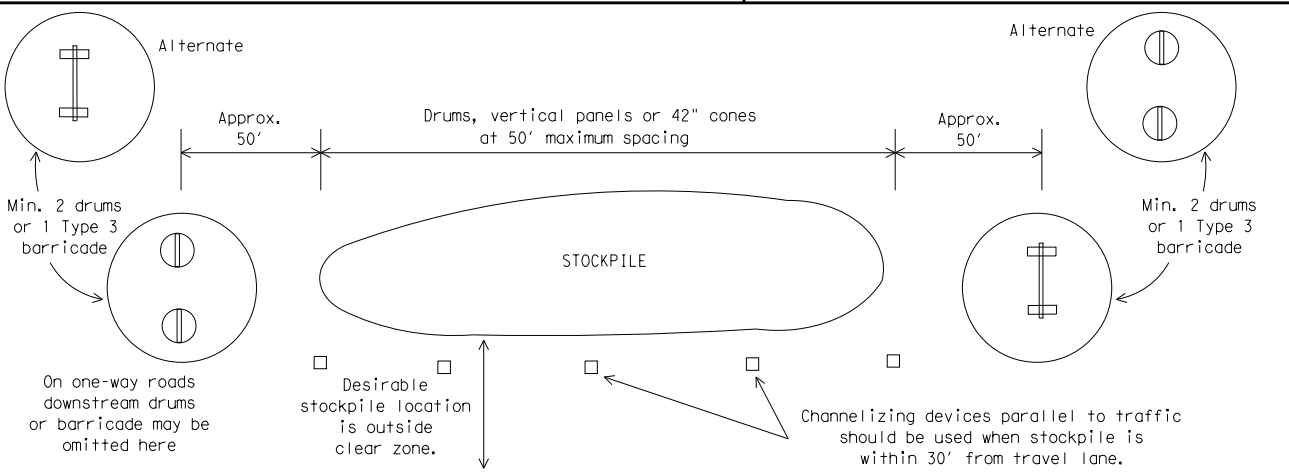 Alternate
Alternate
Approx.
50'
Drums, vertical panels or 42" cones
at 50' maximum spacing
Approx.
50'
Min. 2 drums
or 1 Type 3
barricade
Min. 2 drums
or 1 Type 3
barricade
STOCKPILE
On one-way roads
downstream drums
or barricade may be
omitted here
Desirable
stockpile location
is outside
clear zone.
Channelizing devices parallel to traffic
should be used when stockpile is
within 30' from travel lane.